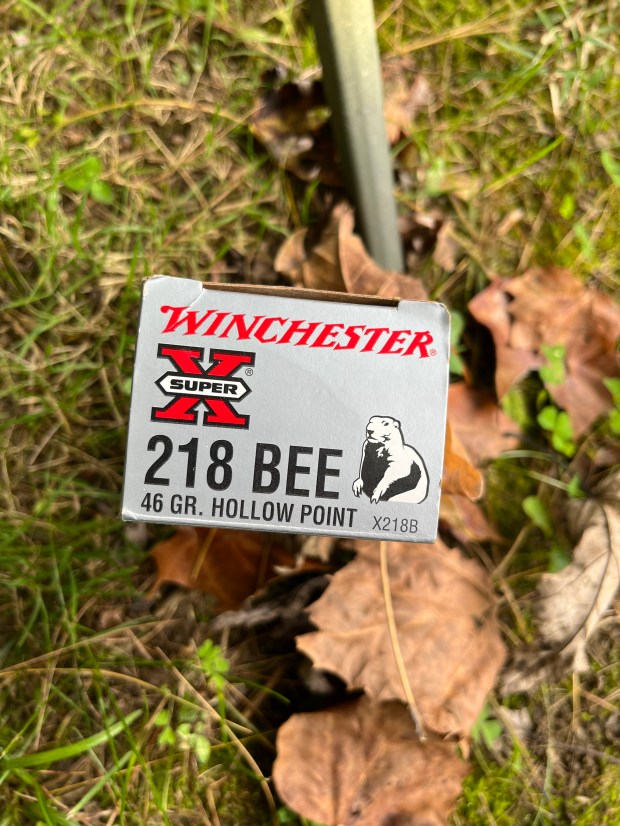 WINCHESTER®
X SUPER ®
218 BEE
46 GR. HOLLOW POINT X218B